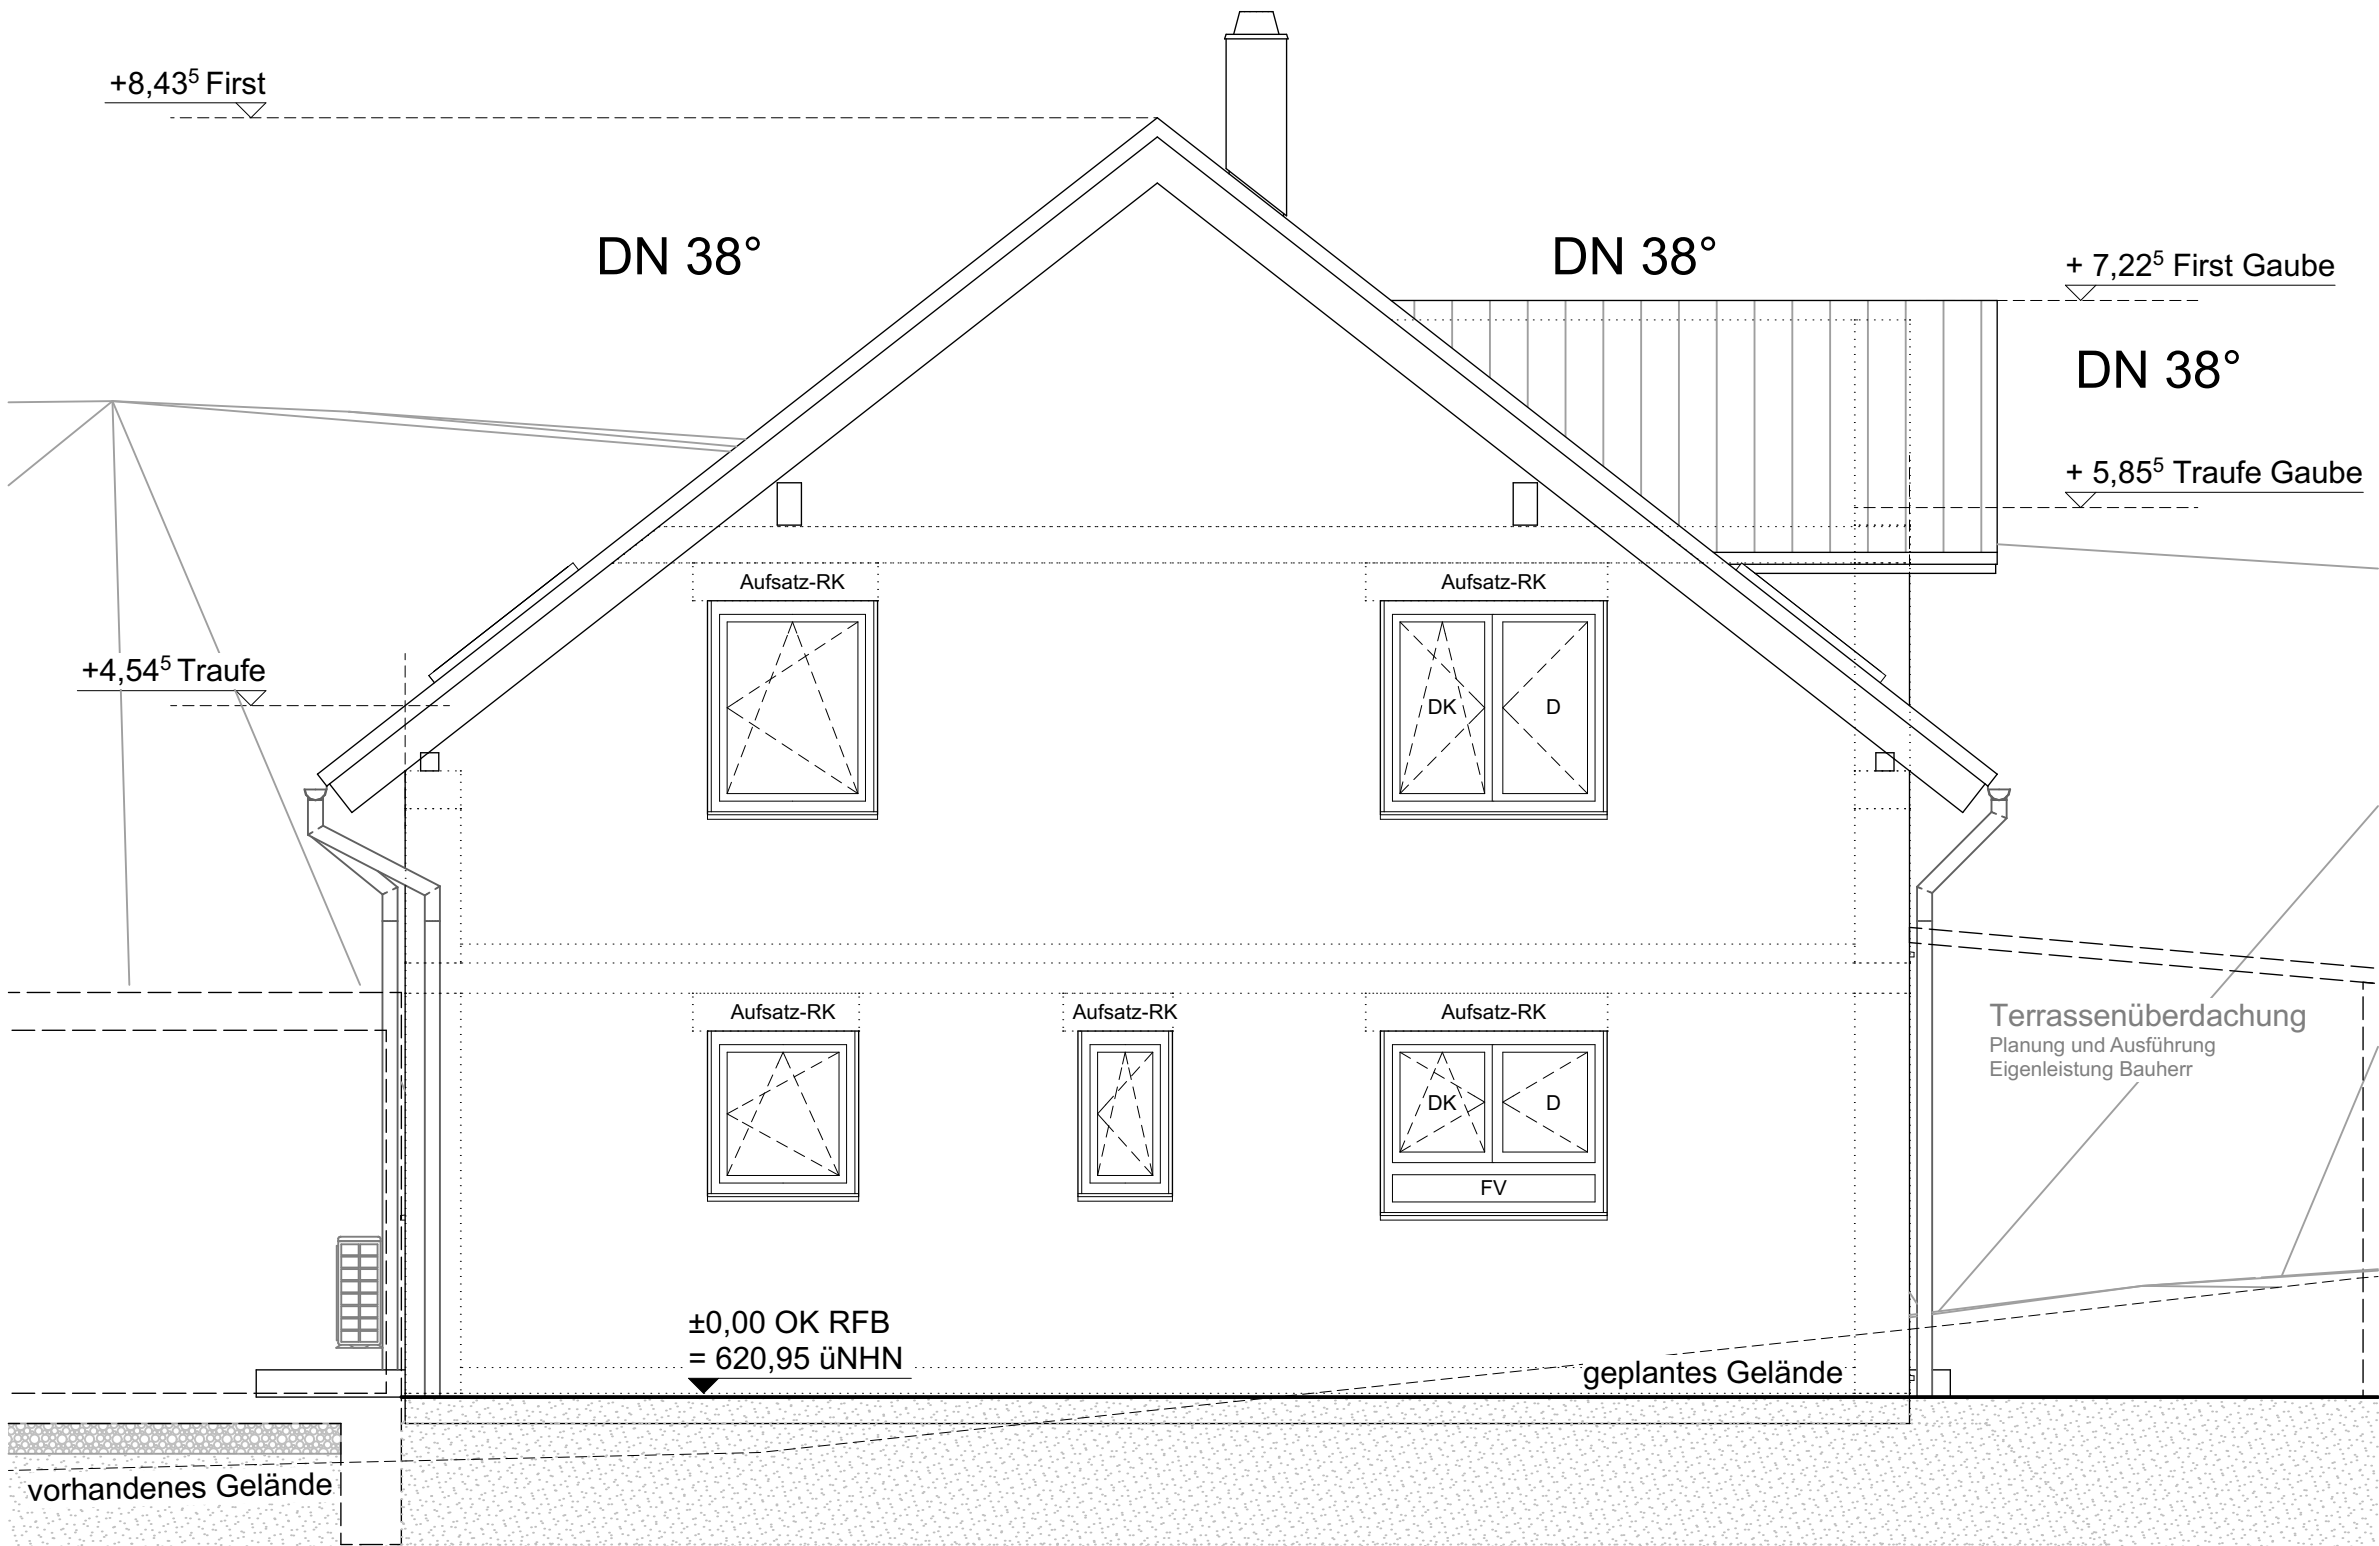 +8,43⁵ First
DN 38°
DN 38°
+ 7,22⁵ First Gaube
DN 38°
+ 5,85⁵ Traufe Gaube
Aufsatz-RK
Aufsatz-RK
+4,54⁵ Traufe
DK
D
Aufsatz-RK
Aufsatz-RK
Aufsatz-RK
Terrassenüberdachung
Planung und Ausführung
Eigenleistung Bauherr
DK
D
FV
±0,00 OK RFB
= 620,95 üNHN
geplantes Gelände
vorhandenes Gelände